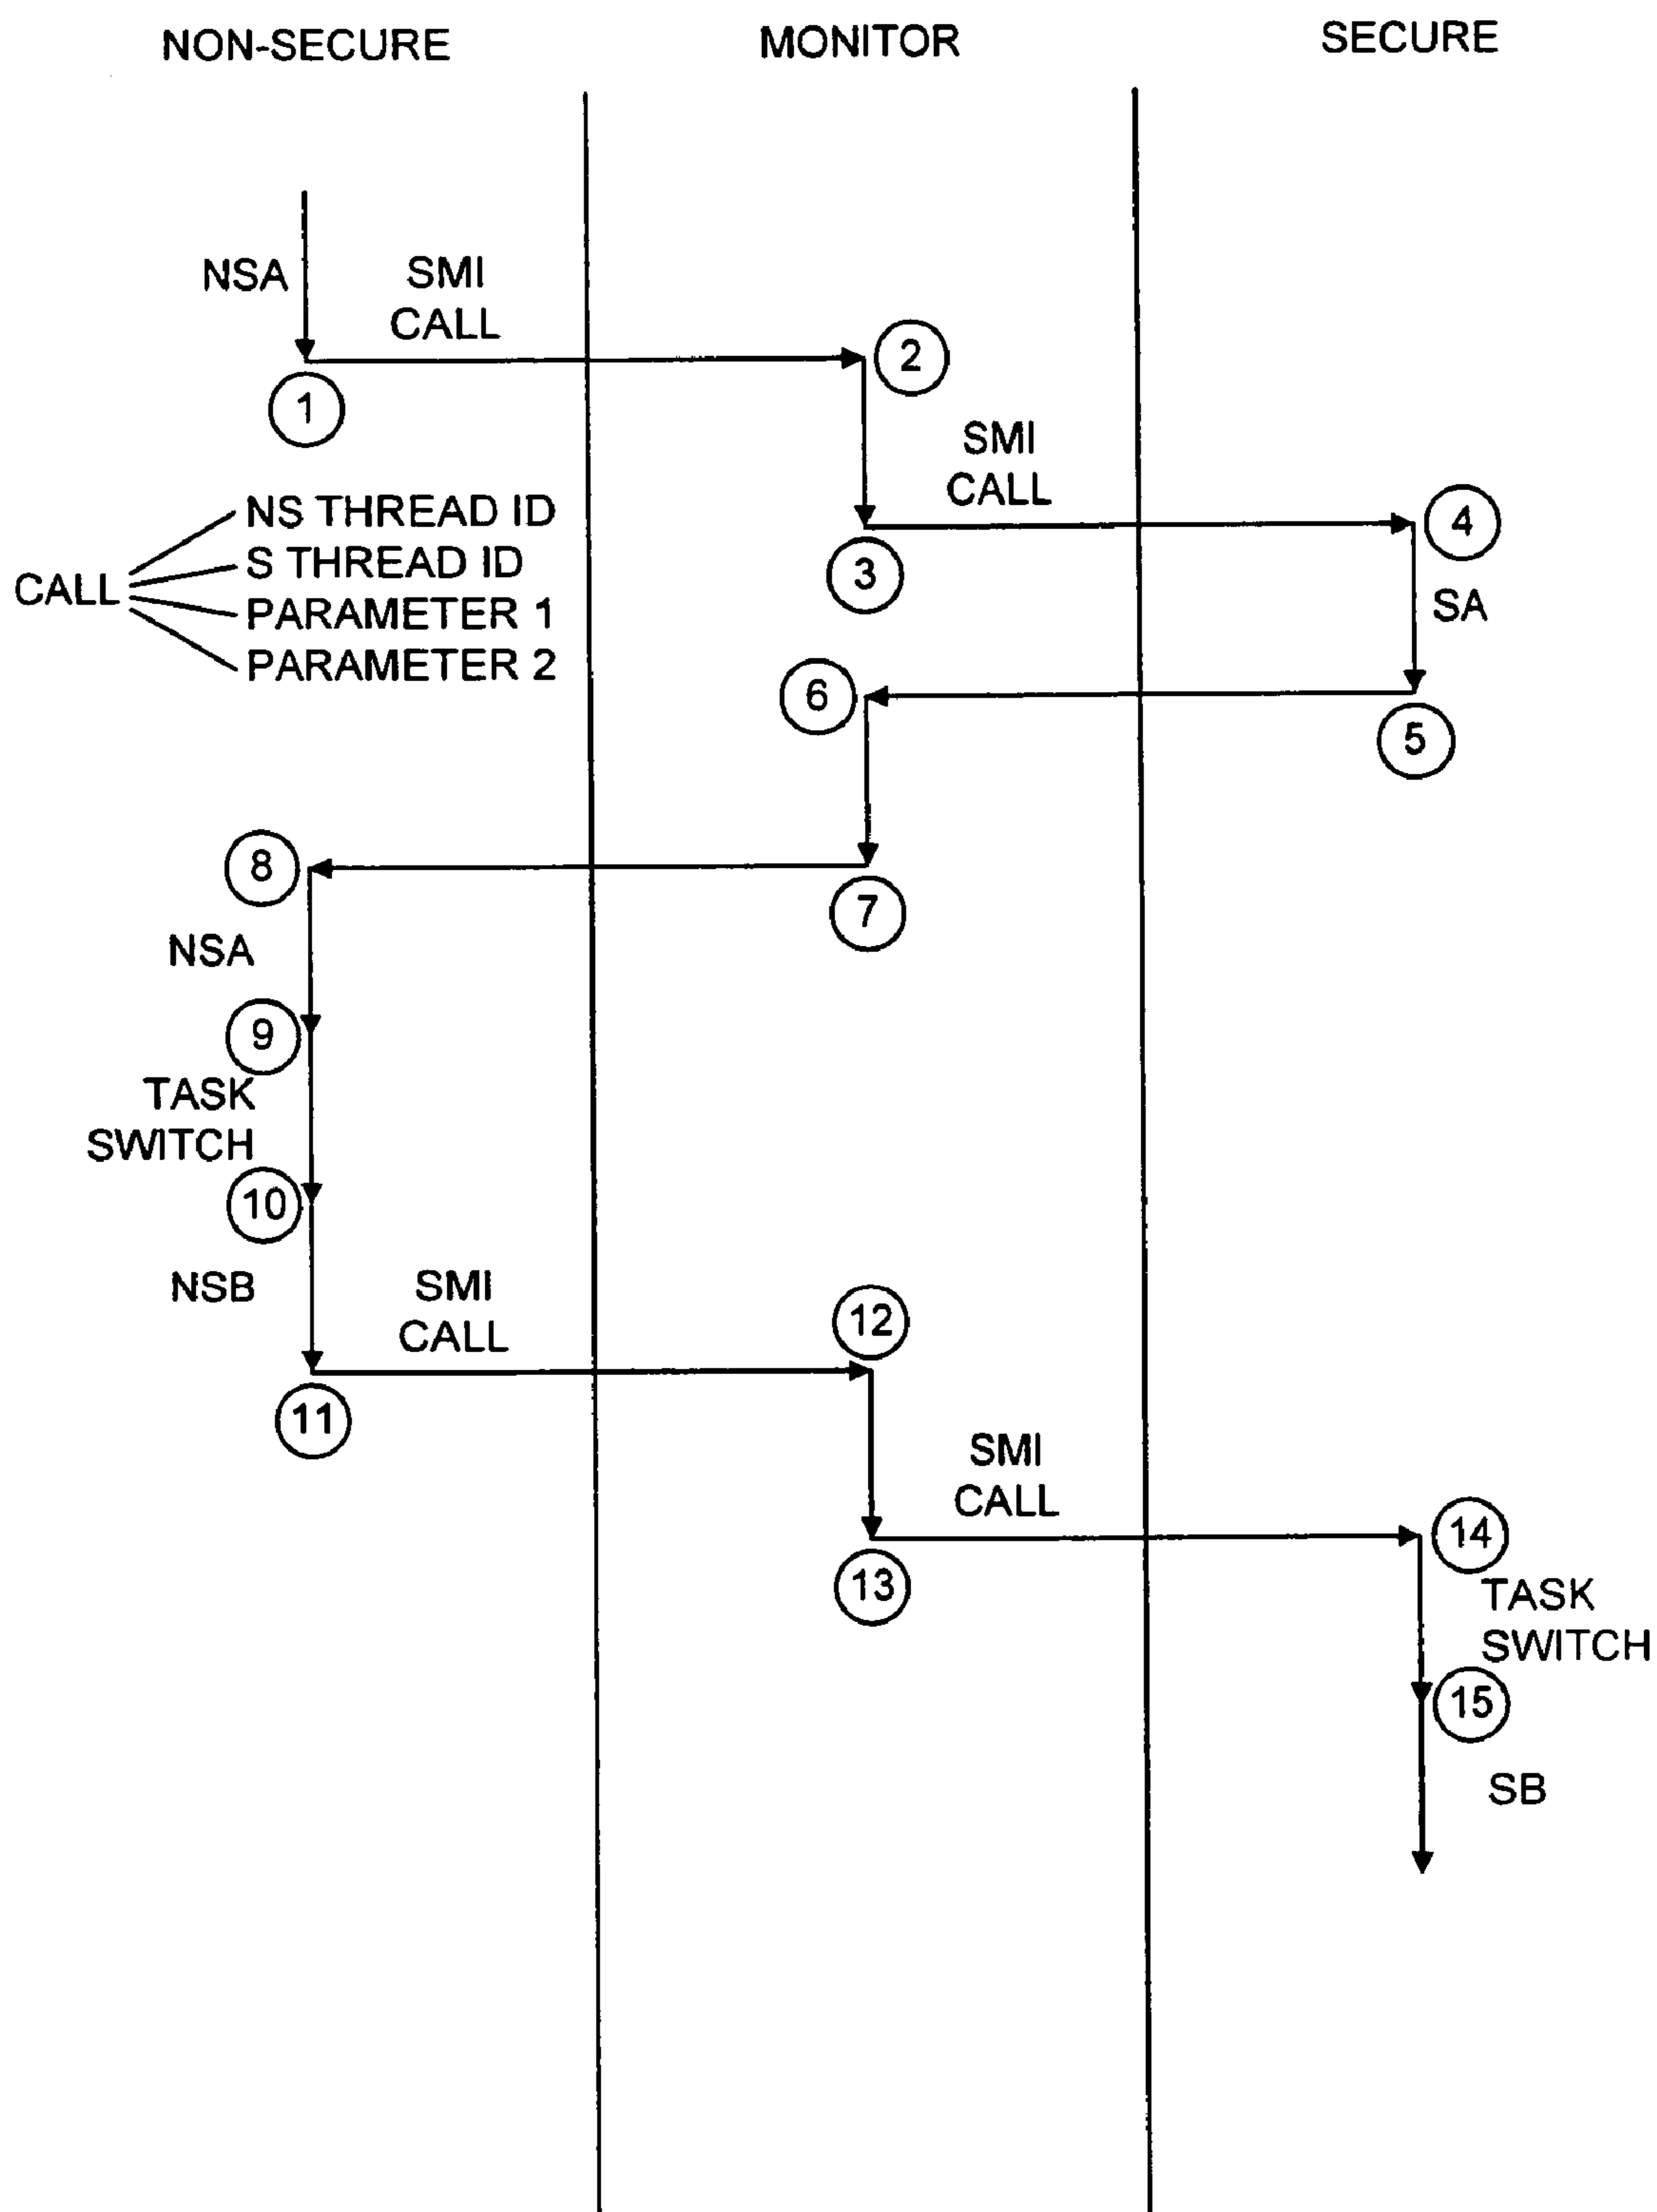 NON-SECURE
MONITOR
SECURE
NSA
SMI
CALL
1
2
SMI
CALL
3
4
CALL
NS THREAD ID
S THREAD ID
PARAMETER 1
PARAMETER 2
SA
6
5
8
7
NSA
9
TASK
SWITCH
10
NSB
SMI
CALL
12
11
SMI
CALL
14
13
TASK
SWITCH
15
SB